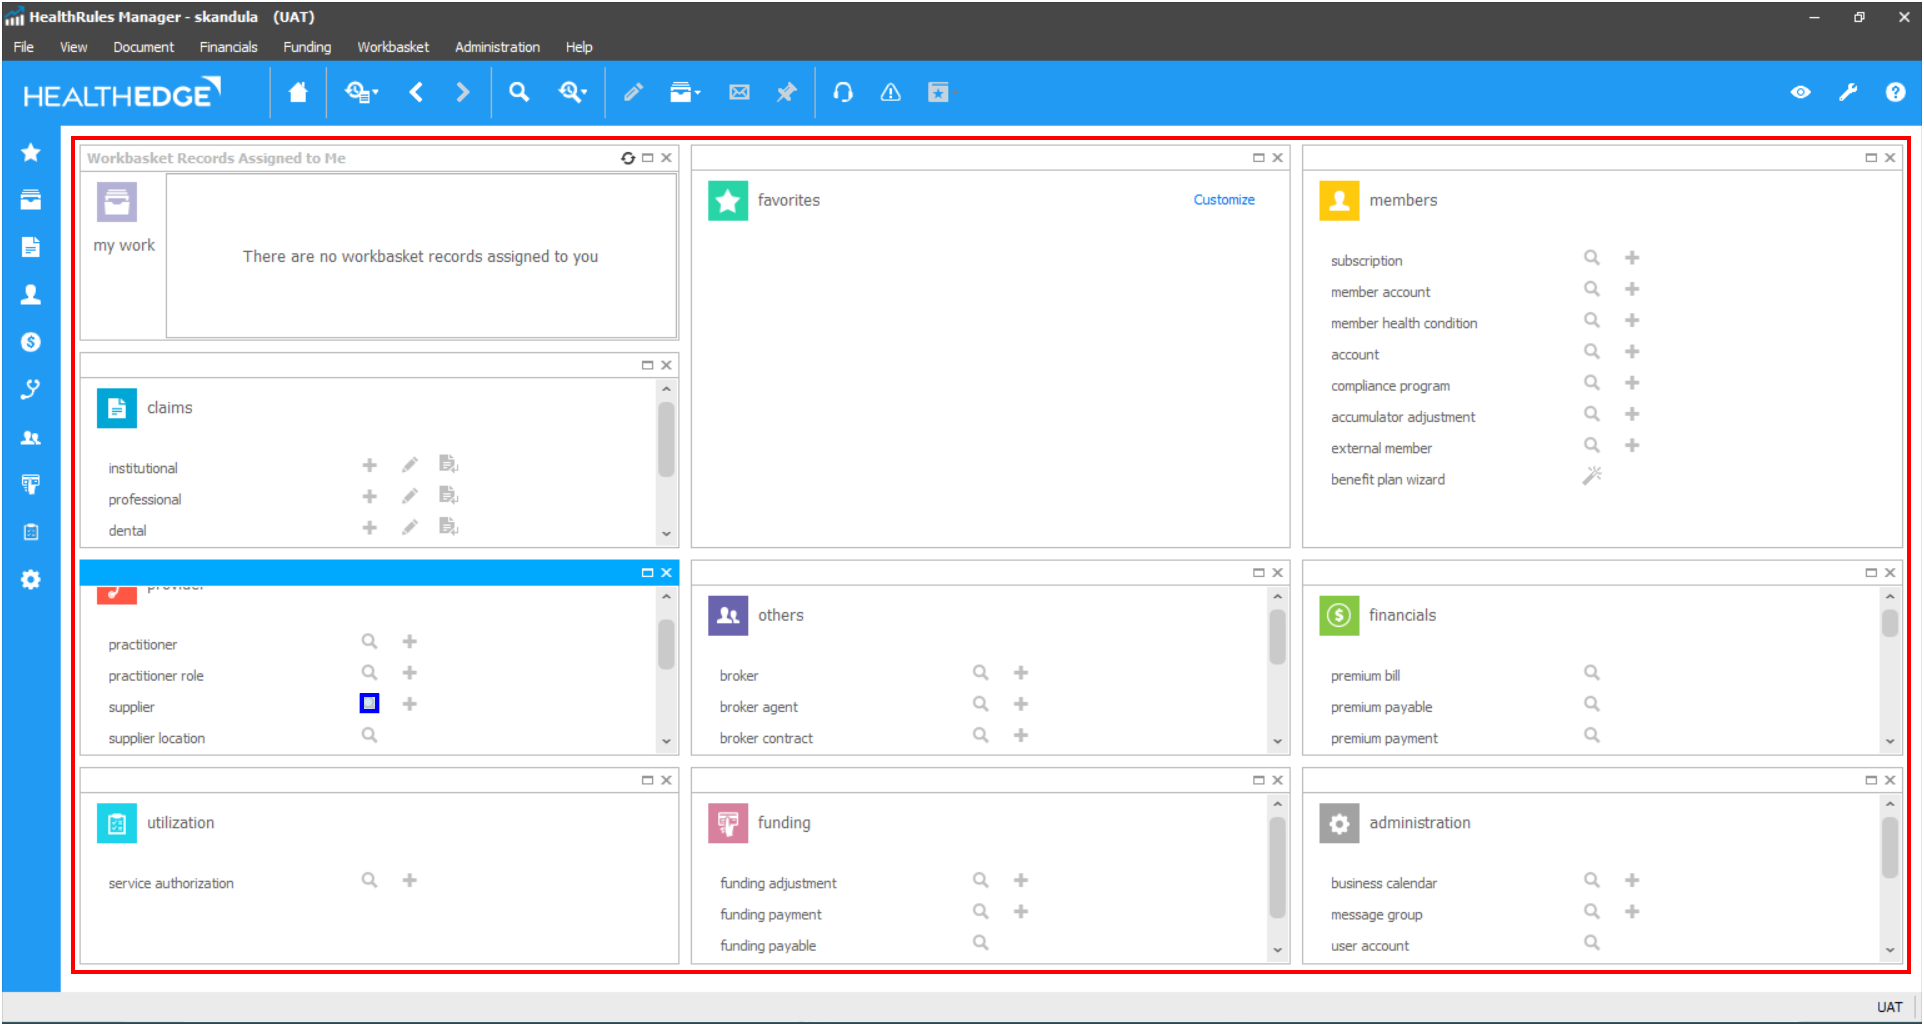 HealthRules Manager - skandula (UAT)
File View Document Financials Funding Workbasket Administration Help
HEALTHEDGE
Workbasket Records Assigned to Me
my work
There are no workbasket records assigned to you
favorites
Customize
members
subscription
member account
member health condition
account
compliance program
accumulator adjustment
external member
benefit plan wizard
claims
institutional
professional
dental
provider
practitioner
practitioner role
supplier
supplier location
others
broker
broker agent
broker contract
financials
premium bill
premium payable
premium payment
utilization
service authorization
funding
funding adjustment
funding payment
funding payable
administration
business calendar
message group
user account
UAT